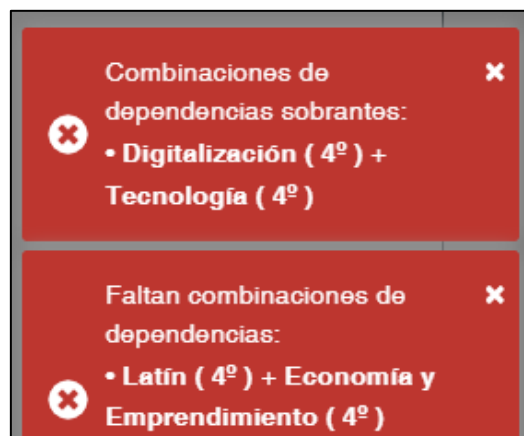 Combinaciones de
dependencias sobrantes:
• Digitalización ( 4º ) +
Tecnología ( 4º )
Faltan combinaciones de
dependencias:
• Latín ( 4º ) + Economía y
Emprendimiento ( 4º )